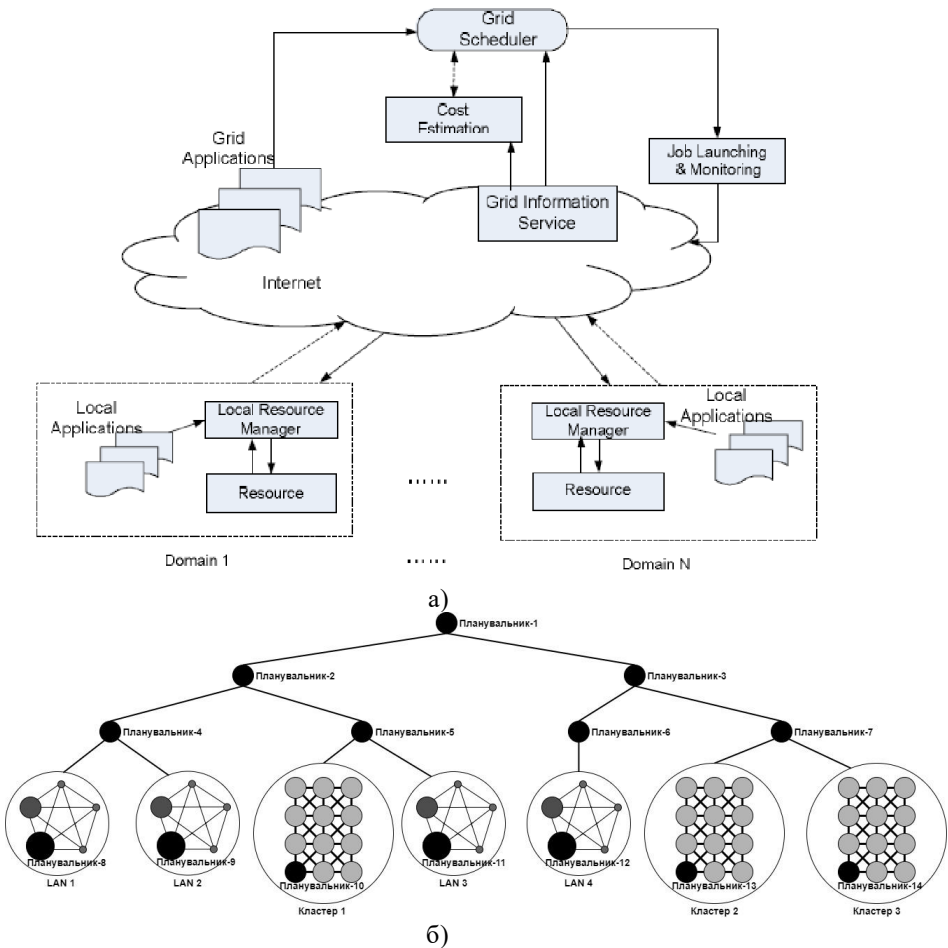 Grid
Scheduler
Cost
Estimation
Grid
Applications
Job Launching
& Monitoring
Grid Information
Service
Internet
Local
Applications
Local Resource
Manager
Resource
Local Resource
Manager
Resource
Local
Applications
......
Domain 1
......
Domain N
а)
Планувальник-1
Планувальник-2
Планувальник-3
Планувальник-4
Планувальник-5
Планувальник-6
Планувальник-7
Планувальник-8
Планувальник-9
Планувальник-10
Планувальник-11
Планувальник-12
Планувальник-13
Планувальник-14
LAN 1
LAN 2
LAN 3
LAN 4
Кластер 1
Кластер 2
Кластер 3
б)